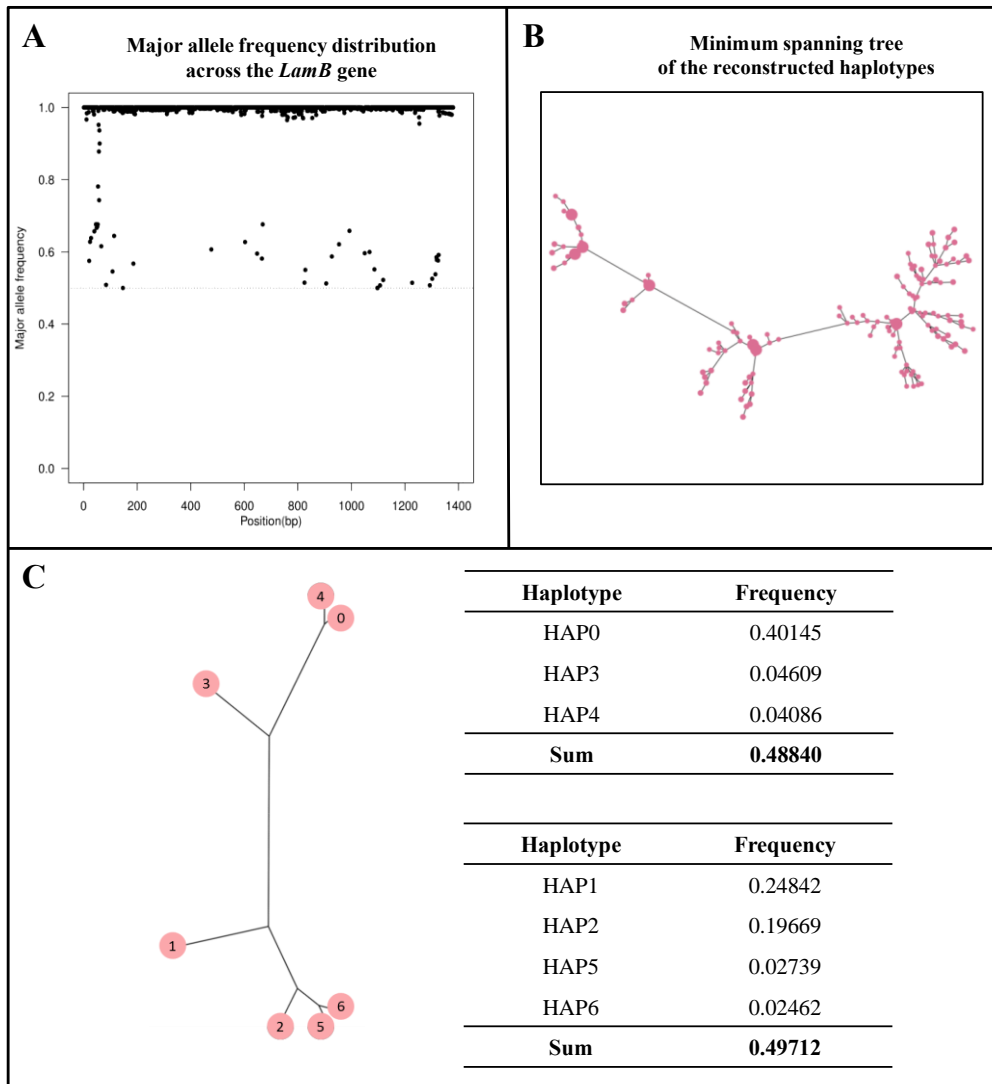 A
Major allele frequency distribution
across the LamB gene
Major allele frequency
1.0
0.8
0.6
0.4
0.2
0.0
0 200 400 600 800 1000 1200 1400
Position(bp)
B
Minimum spanning tree
of the reconstructed haplotypes
C
4
0
3
1
6
2
5
Haplotype Frequency
HAP0 0.40145
HAP3 0.04609
HAP4 0.04086
Sum 0.48840
Haplotype Frequency
HAP1 0.24842
HAP2 0.19669
HAP5 0.02739
HAP6 0.02462
Sum 0.49712